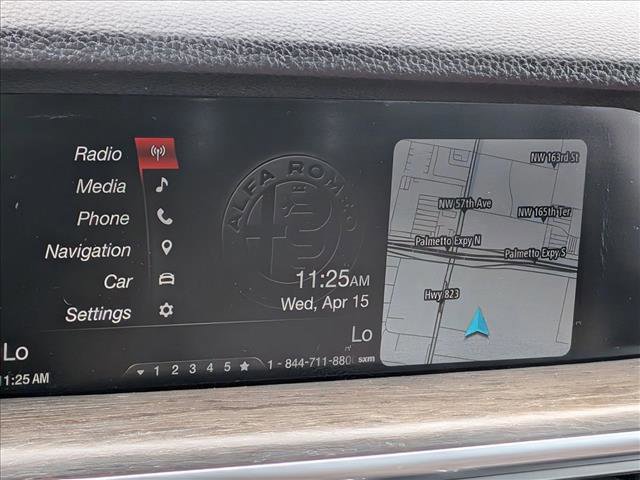 Radio
Media
Phone
Navigation
Car
Settings
ALFA ROMEO
11:25AM
Wed, Apr 15
Lo
Lo
11:25 AM
1 2 3 4 5
1 - 844-711-880
sxm
NW 163rd St
NW 57th Ave
NW 165th Ter
Palmetto Expy N
Palmetto Expy S
Hwy 823